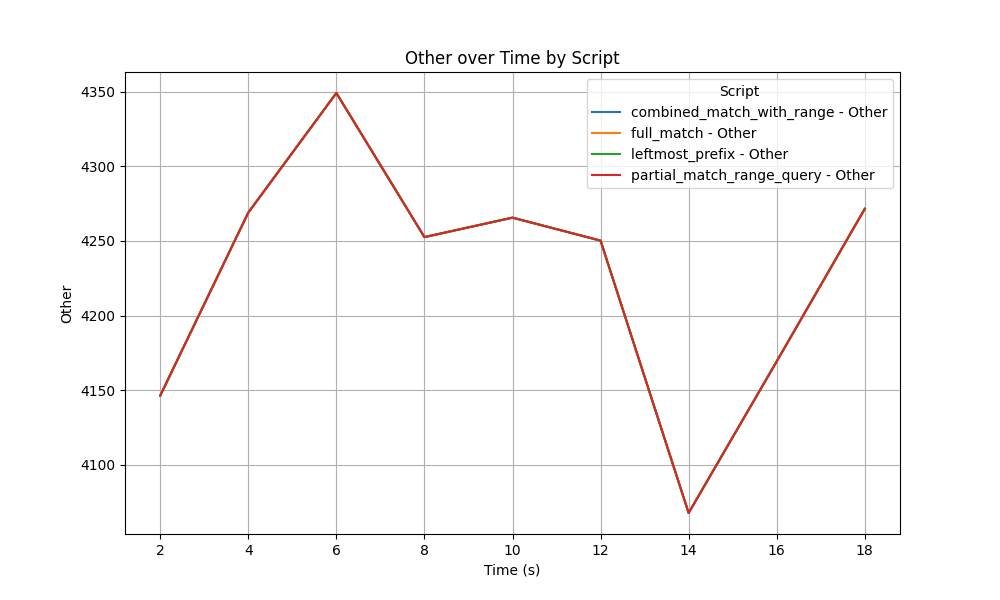 Other over Time by Script
Script
combined_match_with_range - Other
full_match - Other
leftmost_prefix - Other
partial_match_range_query - Other
4350
4300
4250
4200
4150
4100
Other
2 4 6 8 10 12 14 16 18
Time (s)